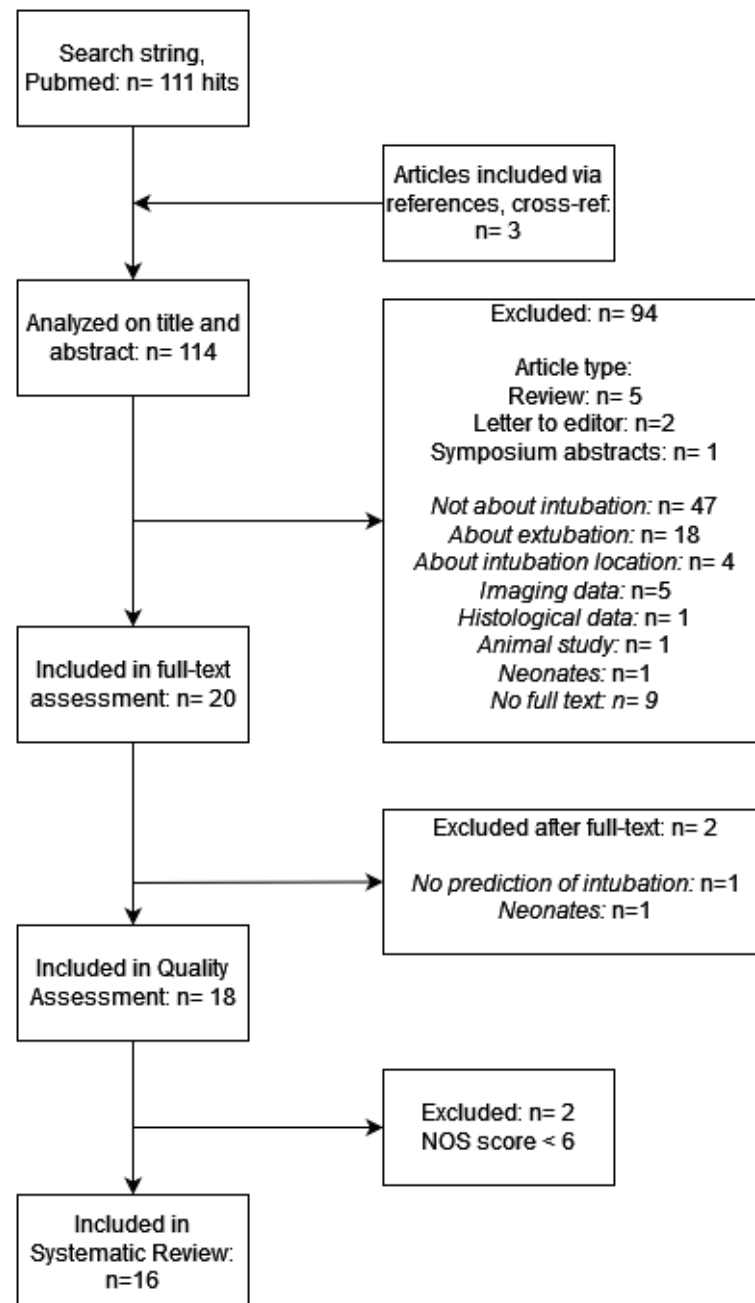 Search string,
Pubmed: n= 111 hits
Articles included via
references, cross-ref:
n= 3
Analyzed on title and
abstract: n= 114
Excluded: n= 94
Article type:
Review: n= 5
Letter to editor: n=2
Symposium abstracts: n= 1
Not about intubation: n= 47
About extubation: n= 18
About intubation location: n= 4
Imaging data: n=5
Histological data: n= 1
Animal study: n= 1
Neonates: n=1
No full text: n= 9
Included in full-text
assessment: n= 20
Excluded after full-text: n= 2
No prediction of intubation: n=1
Neonates: n=1
Included in Quality
Assessment: n= 18
Excluded: n= 2
NOS score < 6
Included in
Systematic Review:
n=16